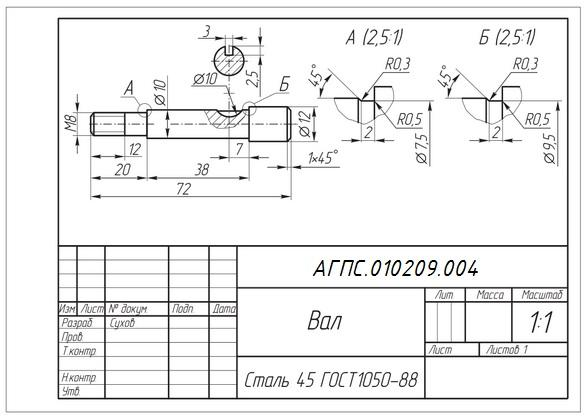 3
А (2,5:1)
Б (2,5:1)
2,5
А
Ø10
Ø10
Б
M8
Ø12
12
7
1×45°
20
38
72
45°
R0,3
R0,5
2
Ø7,5
45°
R0,3
R0,5
2
Ø9,5
АГПС.010209.004
Изм Лист № докум Подп Дата
Разраб Сухов
Пров.
Т.контр
Н.контр
Утв.
Вал
Лит Масса Масштаб
1:1
Лист Листов 1
Сталь 45 ГОСТ1050-88